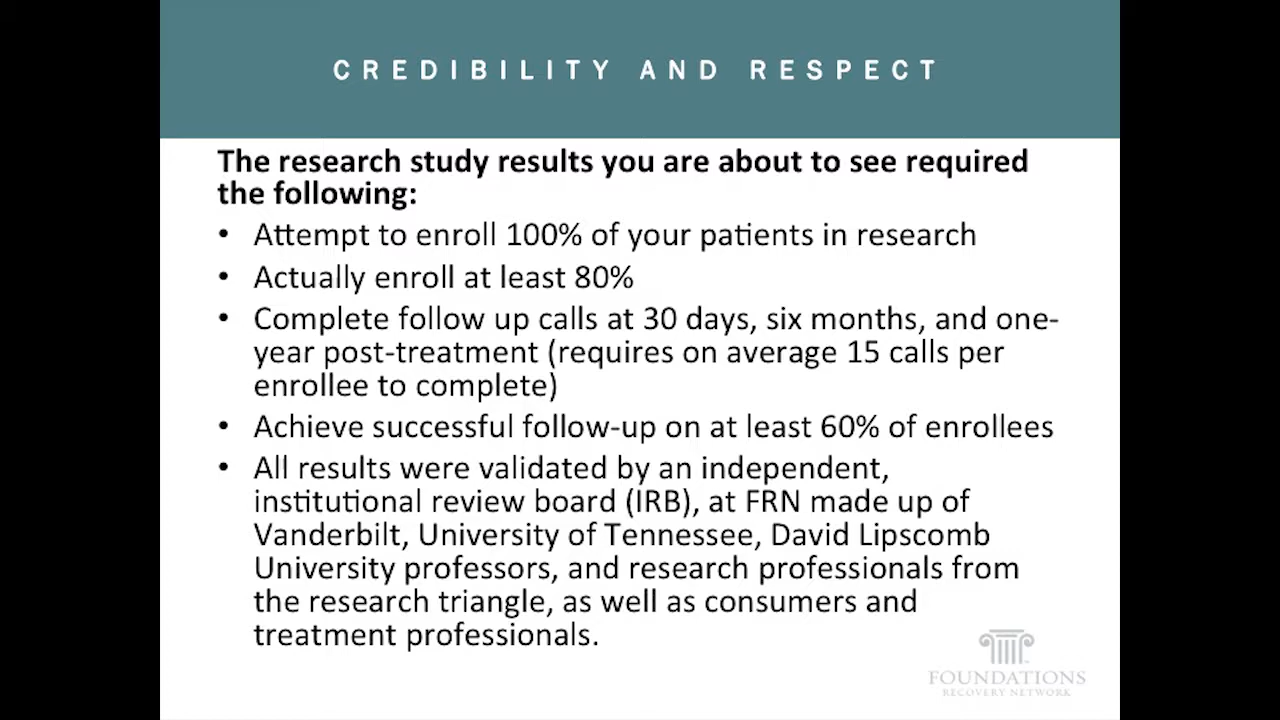 CREDIBILITY AND RESPECT
The research study results you are about to see required
the following:
• Attempt to enroll 100% of your patients in research
• Actually enroll at least 80%
• Complete follow up calls at 30 days, six months, and one-
year post-treatment (requires on average 15 calls per
enrollee to complete)
• Achieve successful follow-up on at least 60% of enrollees
• All results were validated by an independent,
institutional review board (IRB), at FRN made up of
Vanderbilt, University of Tennessee, David Lipscomb
University professors, and research professionals from
the research triangle, as well as consumers and
treatment professionals.
FOUNDATIONS
RECOVERY NETWORK